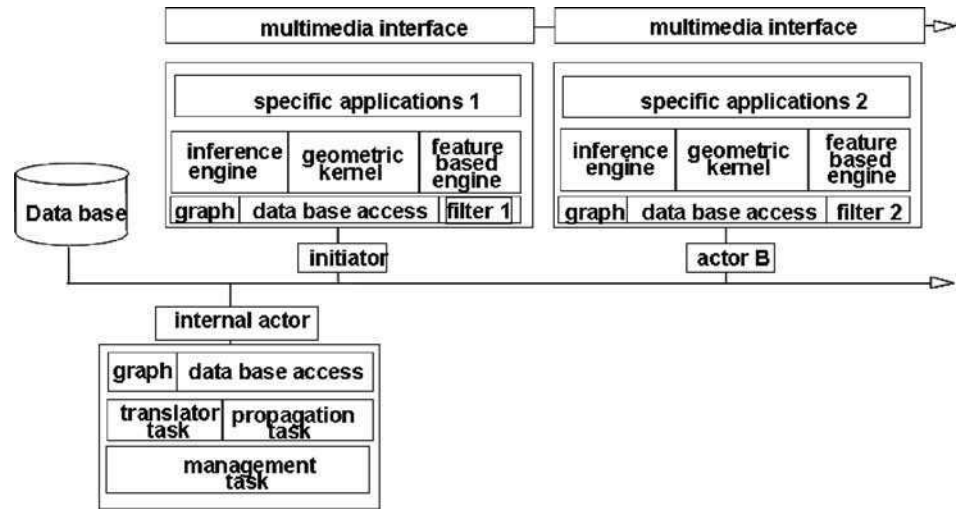 multimedia interface
multimedia interface
specific applications 1
specific applications 2
inference
engine
geometric
kernel
feature
based
engine
inference
engine
geometric
kernel
feature
based
engine
Data base
graph
data base access
filter 1
graph
data base access
filter 2
initiator
actor B
internal actor
graph
data base access
translator
task
propagation
task
management
task